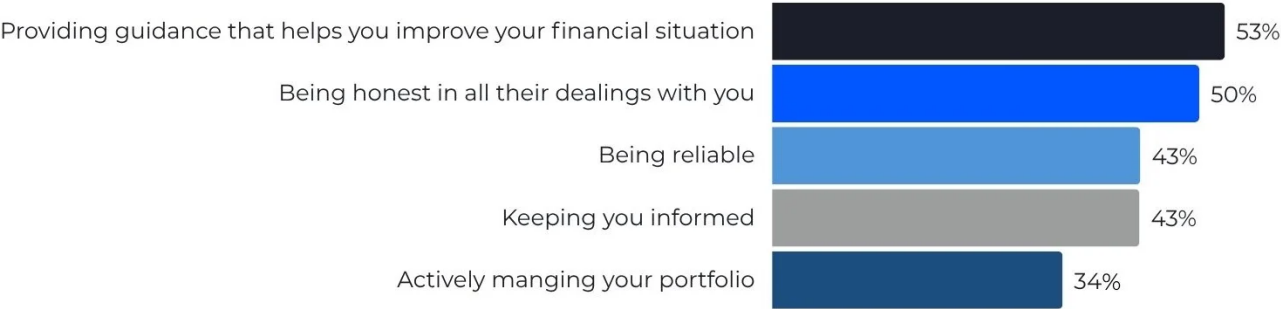 Providing guidance that helps you improve your financial situation 53%
Being honest in all their dealings with you 50%
Being reliable 43%
Keeping you informed 43%
Actively manging your portfolio 34%